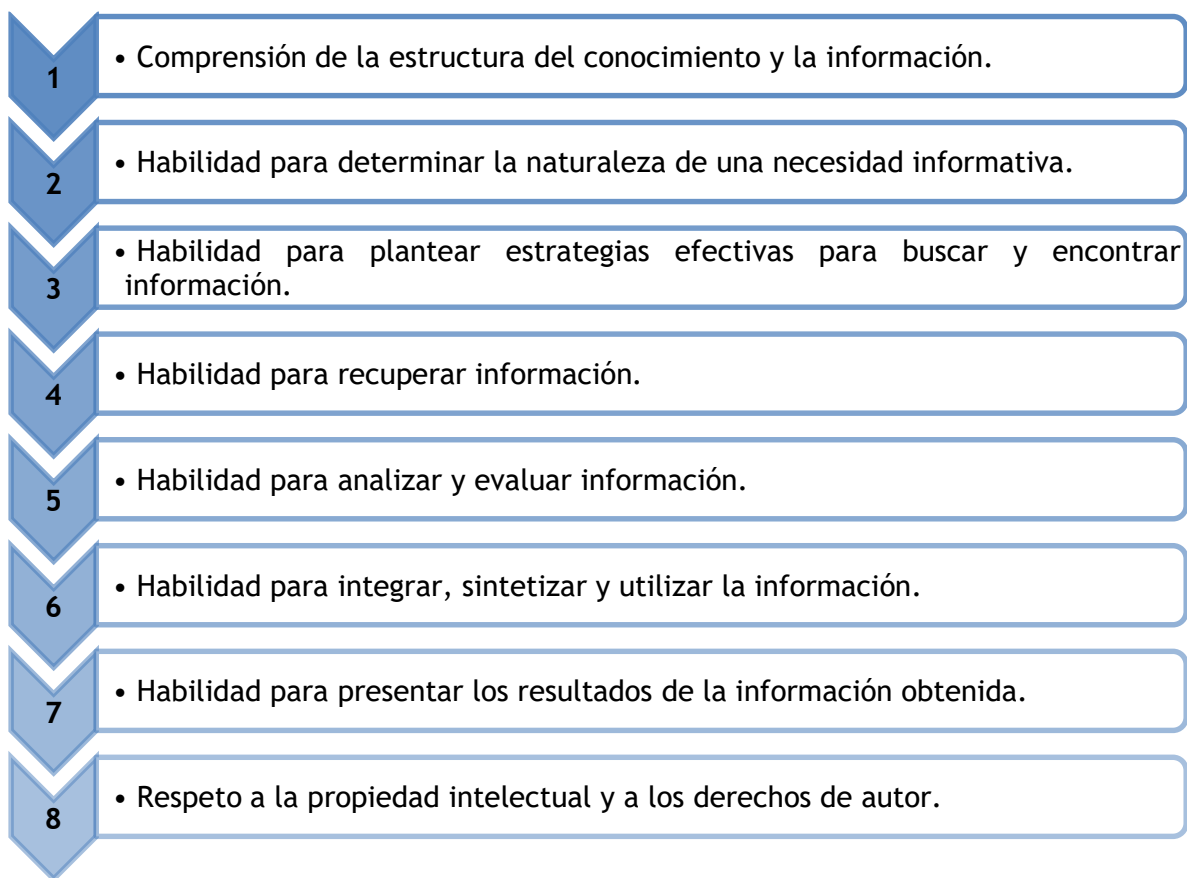 1
• Comprensión de la estructura del conocimiento y la información.
2
• Habilidad para determinar la naturaleza de una necesidad informativa.
3
• Habilidad para plantear estrategias efectivas para buscar y encontrar
información.
4
• Habilidad para recuperar información.
5
• Habilidad para analizar y evaluar información.
6
• Habilidad para integrar, sintetizar y utilizar la información.
7
• Habilidad para presentar los resultados de la información obtenida.
8
• Respeto a la propiedad intelectual y a los derechos de autor.